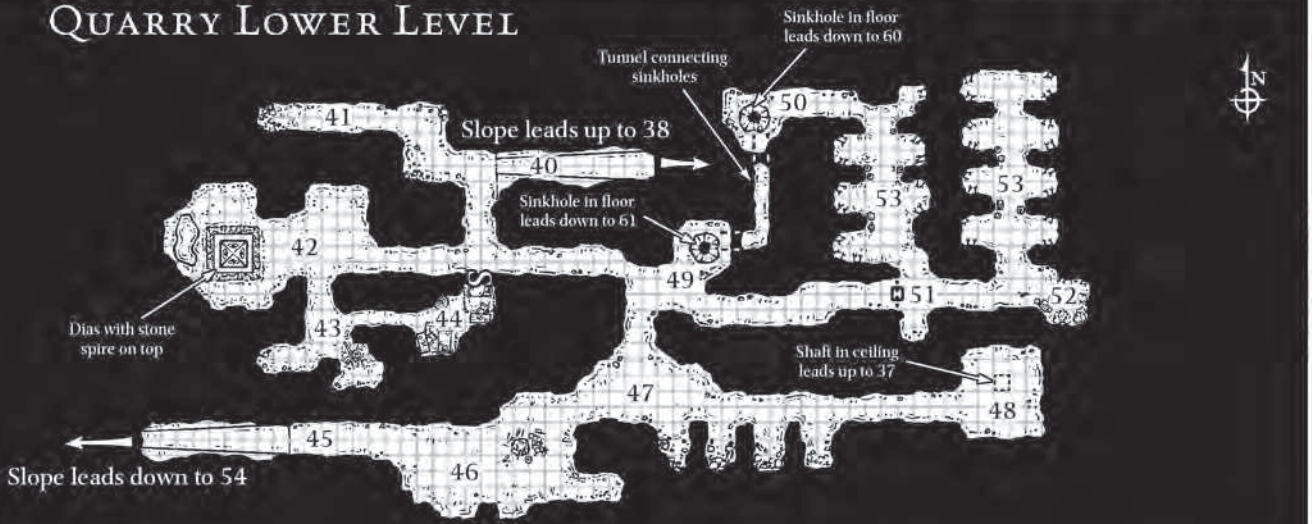 QUARRY LOWER LEVEL
Sinkhole in floor
leads down to 60
Tunnel connecting
sinkholes
N
50
41
Slope leads up to 38
40
53
53
Sinkhole in floor
leads down to 61
42
49
51
52
44
43
Dias with stone
spire on top
Shaft in ceiling
leads up to 37
47
48
45
46
Slope leads down to 54
S